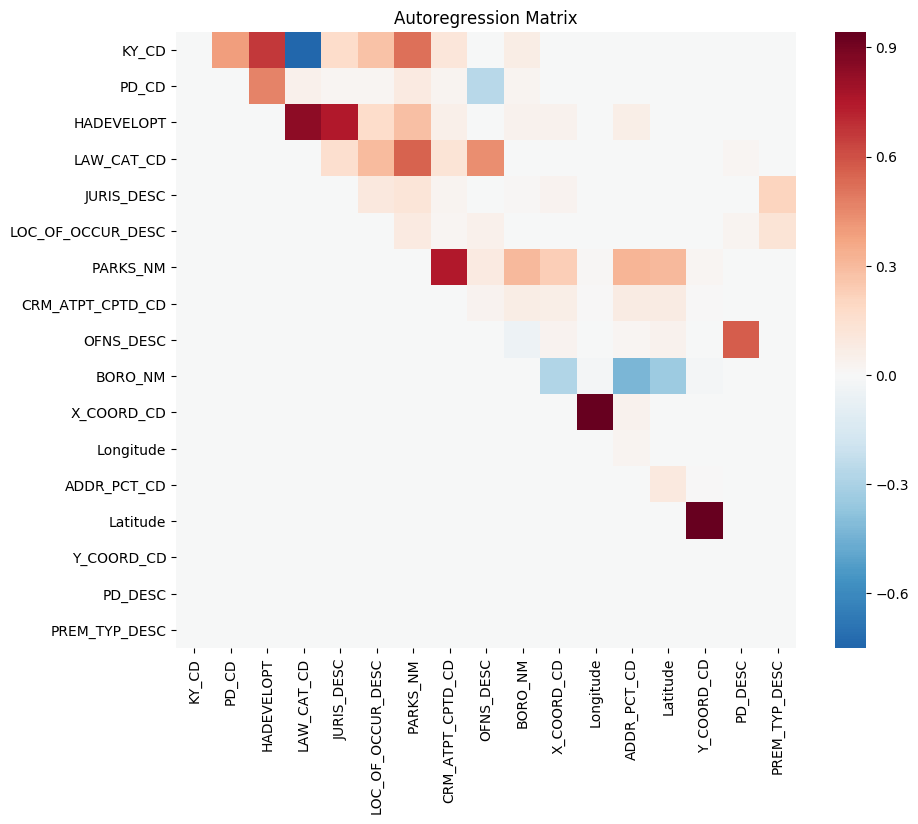 Autoregression Matrix
KY_CD
PD_CD
HADEVELOPT
LAW_CAT_CD
JURIS_DESC
LOC_OF_OCCUR_DESC
PARKS_NM
CRM_ATPT_CPTD_CD
OFNS_DESC
BORO_NM
X_COORD_CD
Longitude
ADDR_PCT_CD
Latitude
Y_COORD_CD
PD_DESC
PREM_TYP_DESC
KY_CD
PD_CD
HADEVELOPT
LAW_CAT_CD
JURIS_DESC
LOC_OF_OCCUR_DESC
PARKS_NM
CRM_ATPT_CPTD_CD
OFNS_DESC
BORO_NM
X_COORD_CD
Longitude
ADDR_PCT_CD
Latitude
Y_COORD_CD
PD_DESC
PREM_TYP_DESC
0.9
0.6
0.3
0.0
−0.3
−0.6